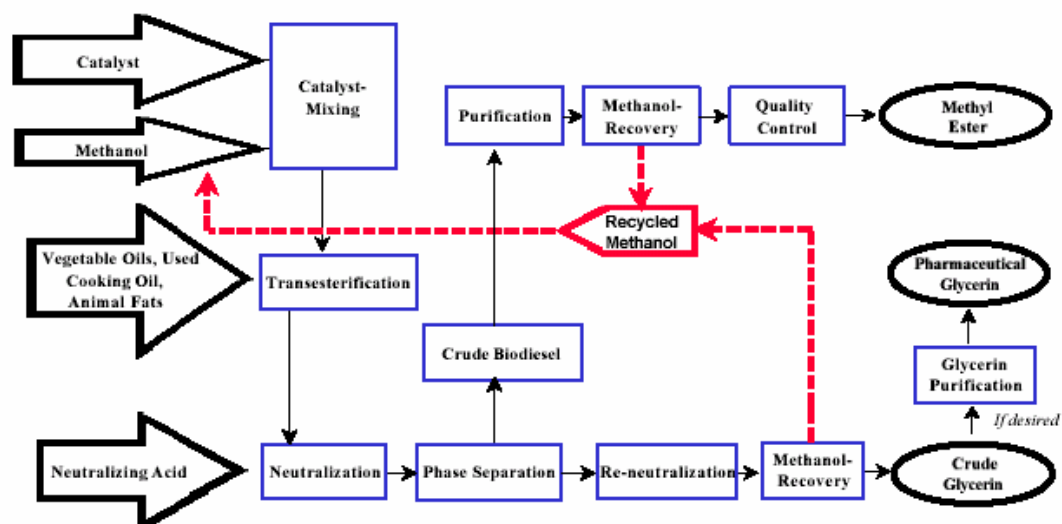 Catalyst
Catalyst-
Mixing
Methanol
Purification
Methanol-
Recovery
Quality
Control
Methyl
Ester
Recycled
Methanol
Vegetable Oils, Used
Cooking Oil,
Animal Fats
Transesterification
Pharmaceutical
Glycerin
Crude Biodiesel
Glycerin
Purification
If desired
Neutralizing Acid
Neutralization
Phase Separation
Re-neutralization
Methanol-
Recovery
Crude
Glycerin